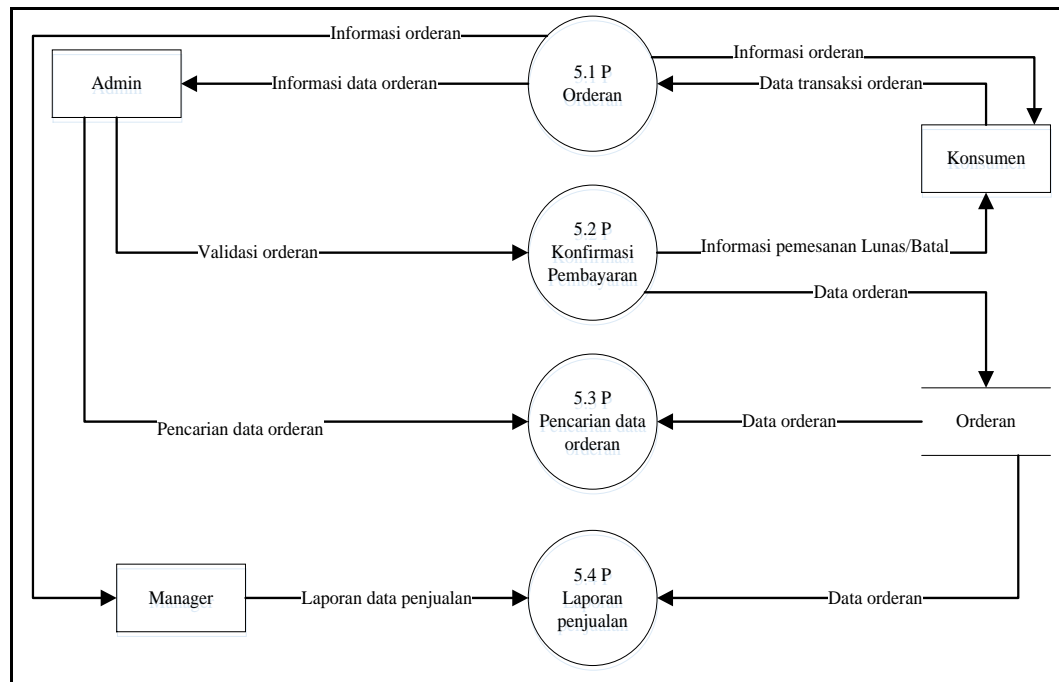 Informasi orderan
Informasi orderan
Admin
Informasi data orderan
5.1 P
Orderan
Data transaksi orderan
Konsumen
Validasi orderan
5.2 P
Konfirmasi
Pembayaran
Informasi pemesanan Lunas/Batal
Data orderan
Pencarian data orderan
5.3 P
Pencarian data
orderan
Data orderan
Orderan
Manager
Laporan data penjualan
5.4 P
Laporan
penjualan
Data orderan